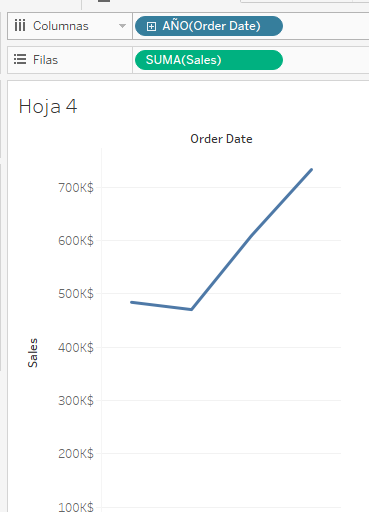 Columnas
AÑO(Order Date)
Filas
SUMA(Sales)
Hoja 4
Order Date
700K$
600K$
500K$
400K$
300K$
200K$
100K$
Sales